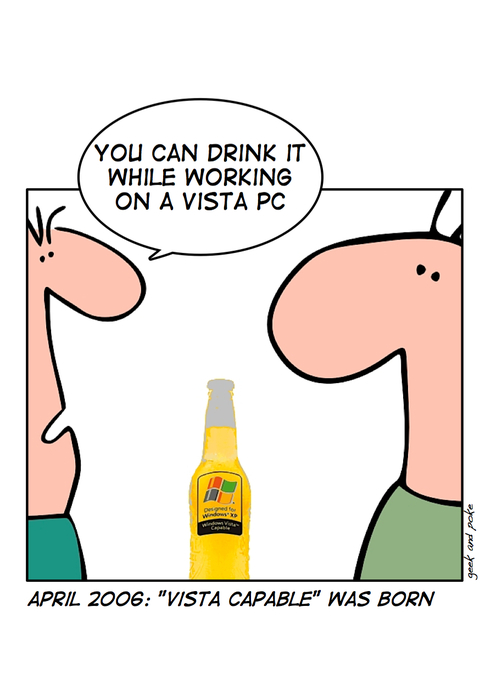 YOU CAN DRINK IT
WHILE WORKING
ON A VISTA PC
Designed for
Windows® XP
Windows Vista™
Capable
geek and poke
APRIL 2006: "VISTA CAPABLE" WAS BORN